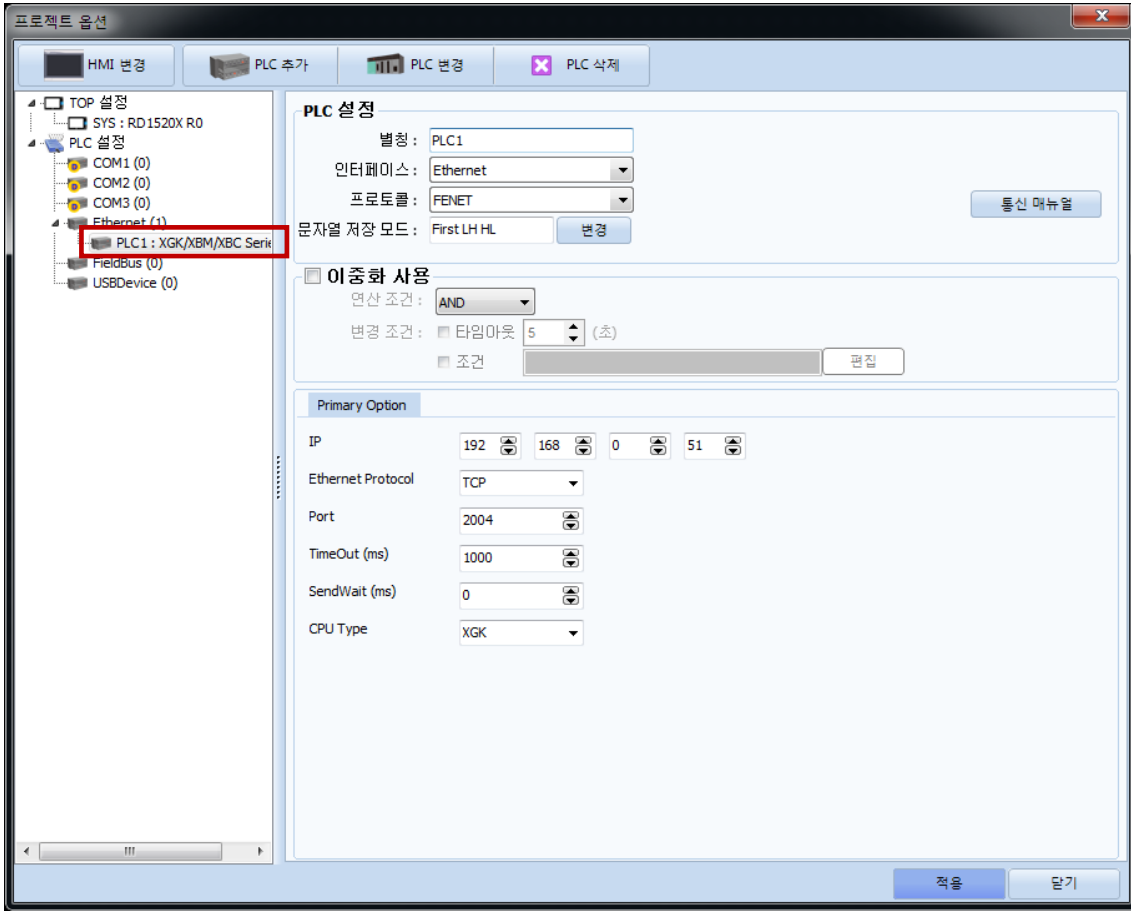 프로젝트 옵션
HMI 변경 PLC 추가 PLC 변경 PLC 삭제
TOP 설정
SYS : RD1520X R0
PLC 설정
COM1 (0)
COM2 (0)
COM3 (0)
Ethernet (1)
PLC1 : XGK/XBM/XBC Serie
FieldBus (0)
USBDevice (0)
PLC 설정
별칭 : PLC1
인터페이스 : Ethernet
프로토콜 : FENET
통신 매뉴얼
문자열 저장 모드 : First LH HL 변경
이중화 사용
연산 조건 : AND
변경 조건 : 타임아웃 5 (초)
조건 편집
Primary Option
IP 192 168 0 51
Ethernet Protocol TCP
Port 2004
TimeOut (ms) 1000
SendWait (ms) 0
CPU Type XGK
적용 닫기